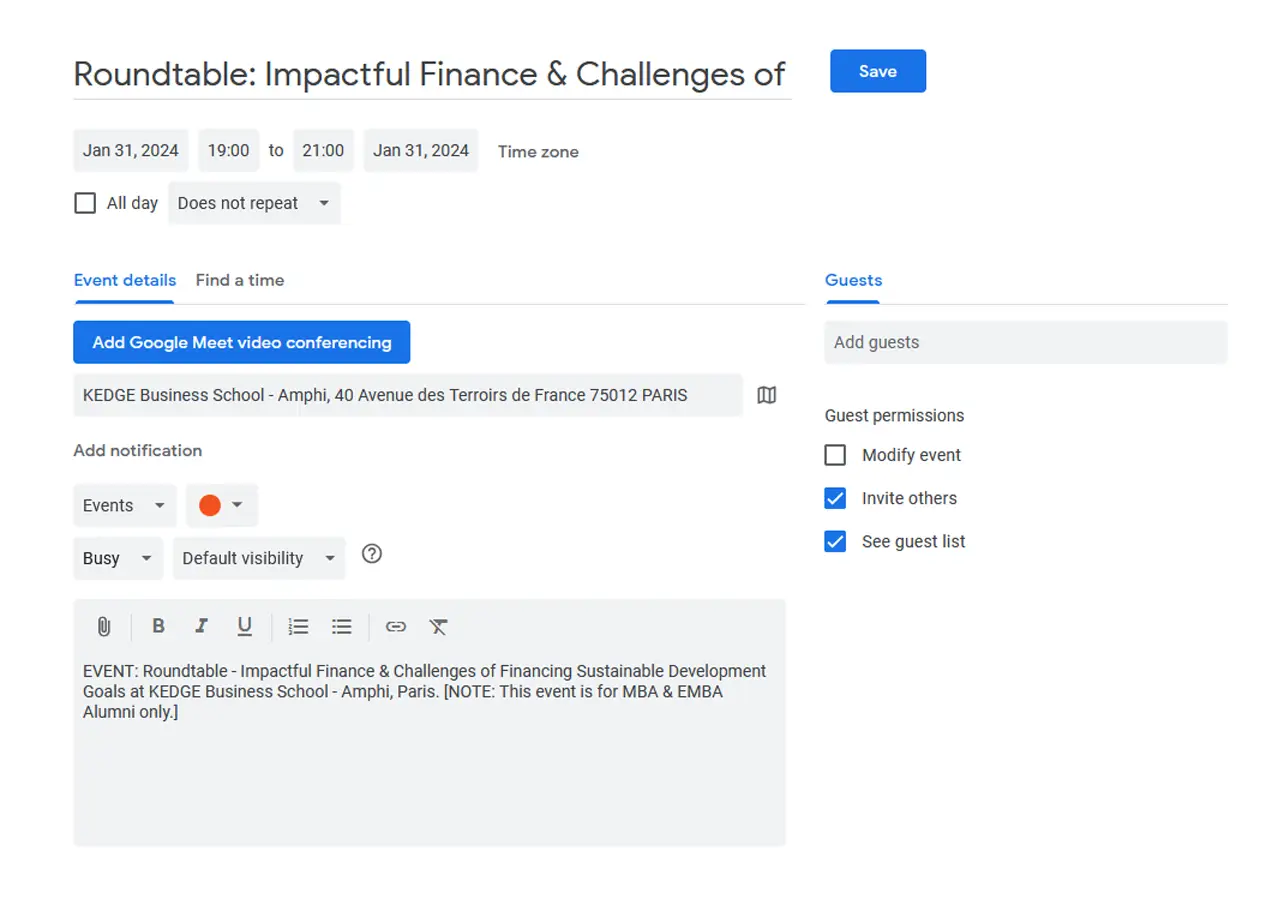 Roundtable: Impactful Finance & Challenges of
Save
Jan 31, 2024 19:00 to 21:00 Jan 31, 2024 Time zone
All day Does not repeat
Event details Find a time
Guests
Add Google Meet video conferencing
Add guests
KEDGE Business School - Amphi, 40 Avenue des Terroirs de France 75012 PARIS
Guest permissions
Add notification
Modify event
Events
Invite others
Busy Default visibility
See guest list
B I U
EVENT: Roundtable - Impactful Finance & Challenges of Financing Sustainable Development
Goals at KEDGE Business School - Amphi, Paris. [NOTE: This event is for MBA & EMBA
Alumni only.]